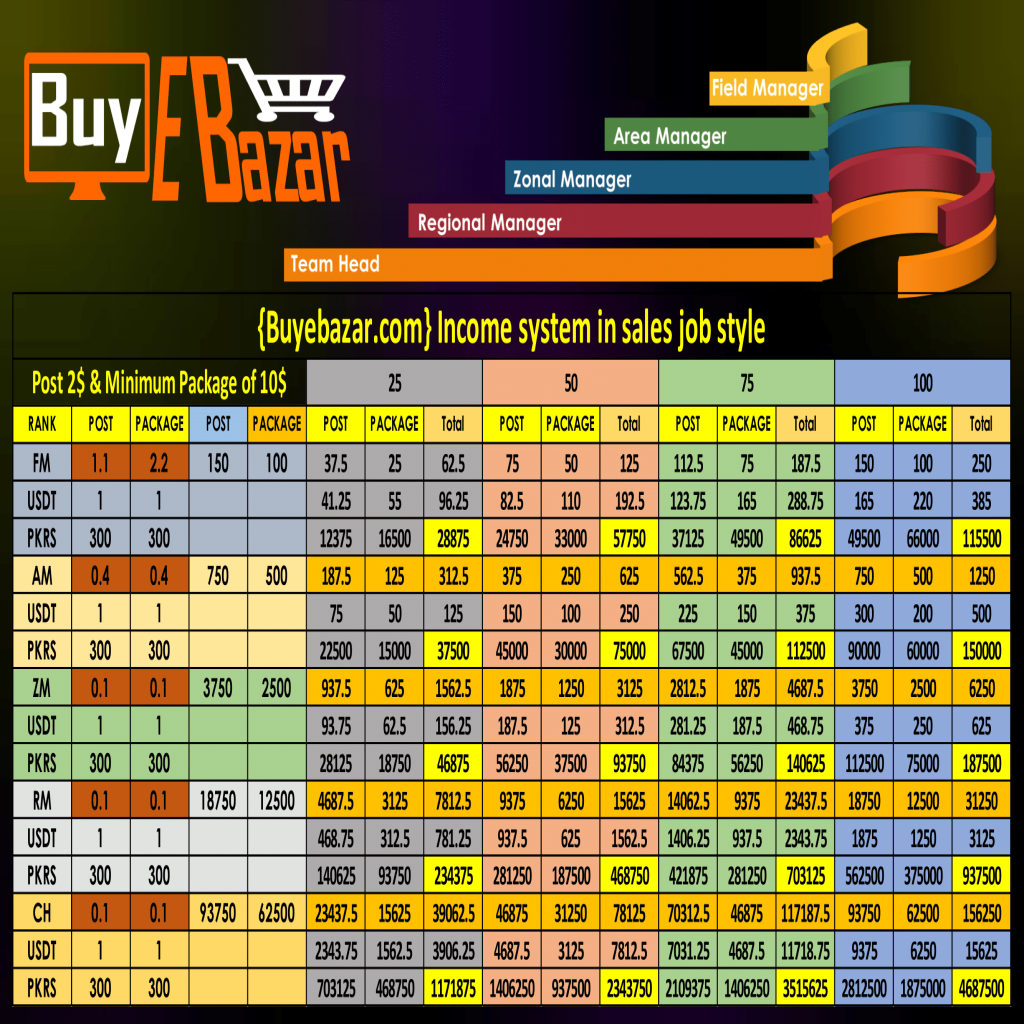 Buy E Bazar
Field Manager
Area Manager
Zonal Manager
Regional Manager
Team Head
{Buyebazar.com} Income system in sales job style
Post 2$ & Minimum Package of 10$ 25 50 75 100
RANK POST PACKAGE POST PACKAGE POST PACKAGE Total POST PACKAGE Total POST PACKAGE Total POST PACKAGE Total
FM 1.1 2.2 150 100 37.5 25 62.5 75 50 125 112.5 75 187.5 150 100 250
USDT 1 1 41.25 55 96.25 82.5 110 192.5 123.75 165 288.75 165 220 385
PKRS 300 300 12375 16500 28875 24750 33000 57750 37125 49500 86625 49500 66000 115500
AM 0.4 0.4 750 500 187.5 125 312.5 375 250 625 562.5 375 937.5 750 500 1250
USDT 1 1 75 50 125 150 100 250 225 150 375 300 200 500
PKRS 300 300 22500 15000 37500 45000 30000 75000 67500 45000 112500 90000 60000 150000
ZM 0.1 0.1 3750 2500 937.5 625 1562.5 1875 1250 3125 2812.5 1875 4687.5 3750 2500 6250
USDT 1 1 93.75 62.5 156.25 187.5 125 312.5 281.25 187.5 468.75 375 250 625
PKRS 300 300 28125 18750 46875 56250 37500 93750 84375 56250 140625 112500 75000 187500
RM 0.1 0.1 18750 12500 4687.5 3125 7812.5 9375 6250 15625 14062.5 9375 23437.5 18750 12500 31250
USDT 1 1 468.75 312.5 781.25 937.5 625 1562.5 1406.25 937.5 2343.75 1875 1250 3125
PKRS 300 300 140625 93750 234375 281250 187500 468750 421875 281250 703125 562500 375000 937500
CH 0.1 0.1 93750 62500 23437.5 15625 39062.5 46875 31250 78125 70312.5 46875 117187.5 93750 62500 156250
USDT 1 1 2343.75 1562.5 3906.25 4687.5 3125 7812.5 7031.25 4687.5 11718.75 9375 6250 15625
PKRS 300 300 703125 468750 1171875 1406250 937500 2343750 2109375 1406250 3515625 2812500 1875000 4687500